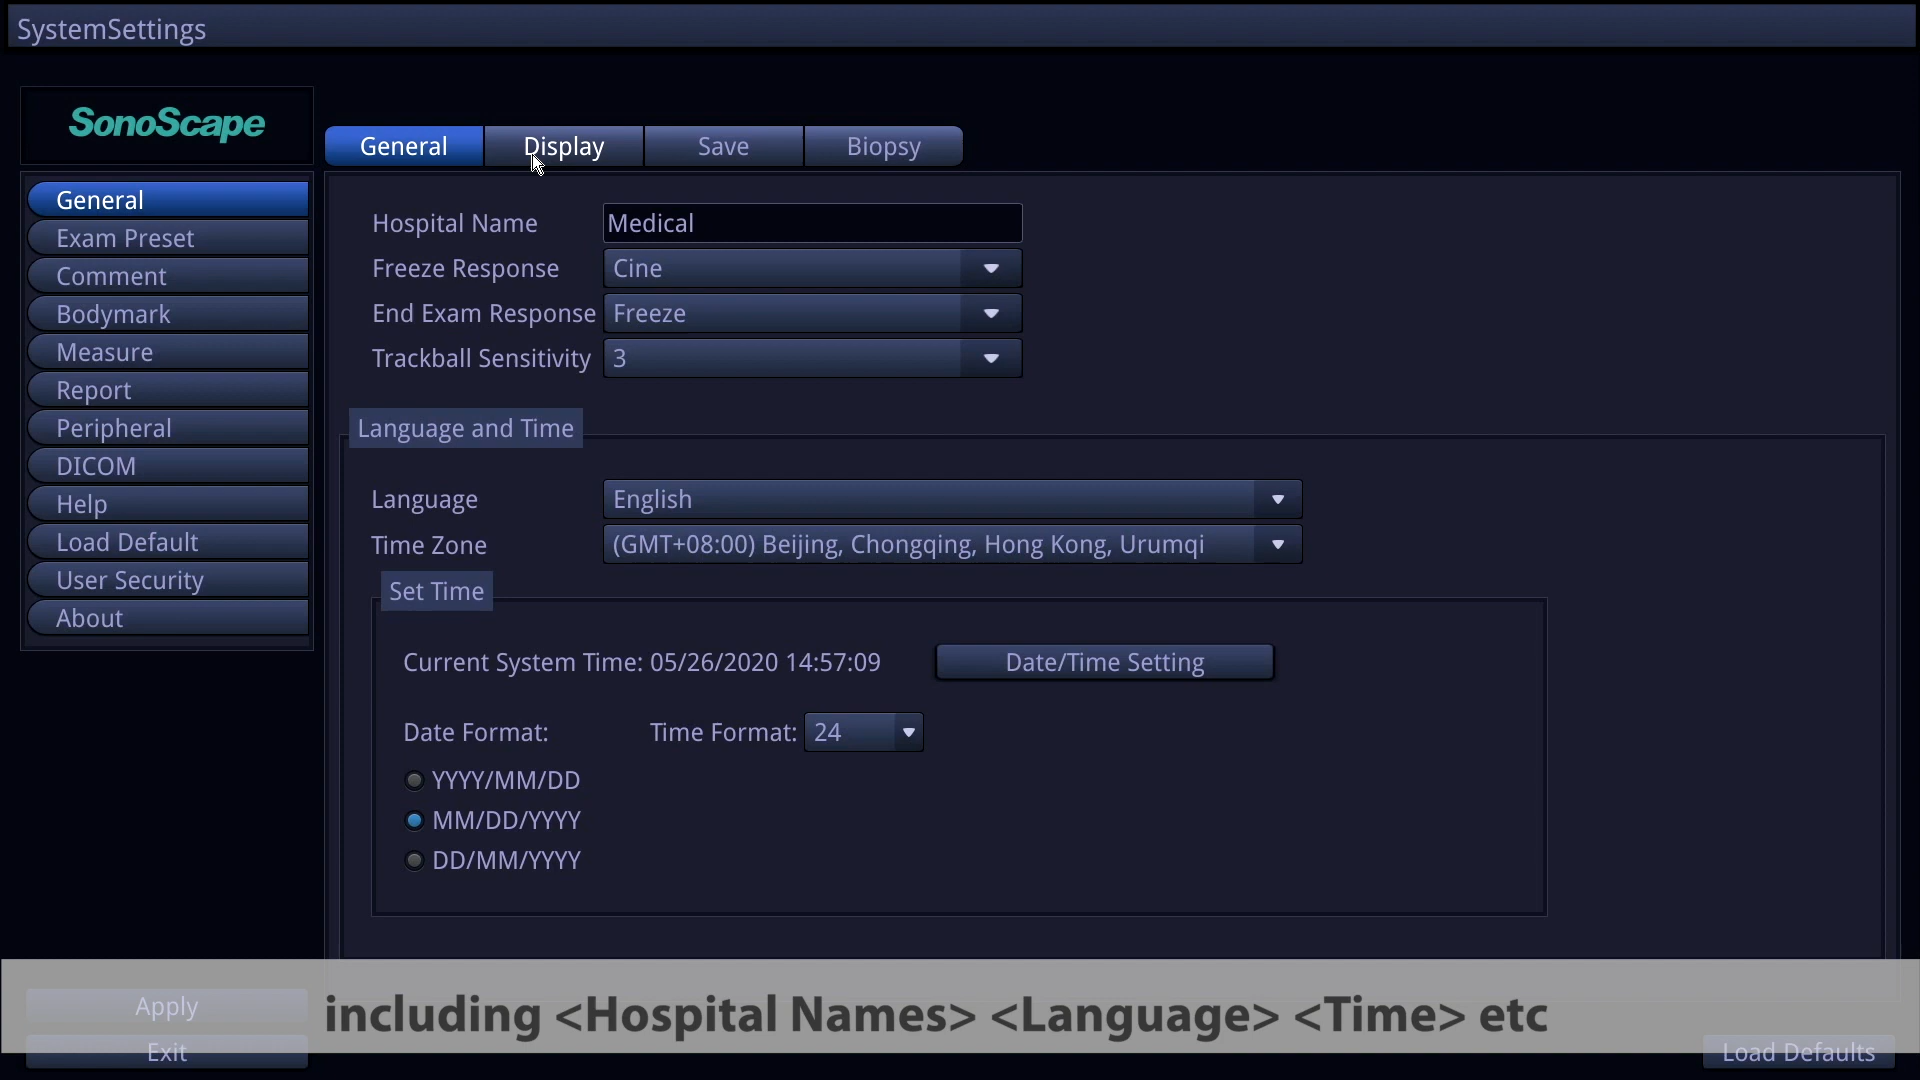 SystemSettings
SonoScape
General
Display
Save
Biopsy
General
Exam Preset
Comment
Bodymark
Measure
Report
Peripheral
DICOM
Help
Load Default
User Security
About
Hospital Name Medical
Freeze Response Cine
End Exam Response Freeze
Trackball Sensitivity 3
Language and Time
Language English
Time Zone (GMT+08:00) Beijing, Chongqing, Hong Kong, Urumqi
Set Time
Current System Time: 05/26/2020 14:57:09 Date/Time Setting
Date Format: Time Format: 24
YYYY/MM/DD
MM/DD/YYYY
DD/MM/YYYY
Apply
including <Hospital Names> <Language> <Time> etc
Exit
Load Defaults